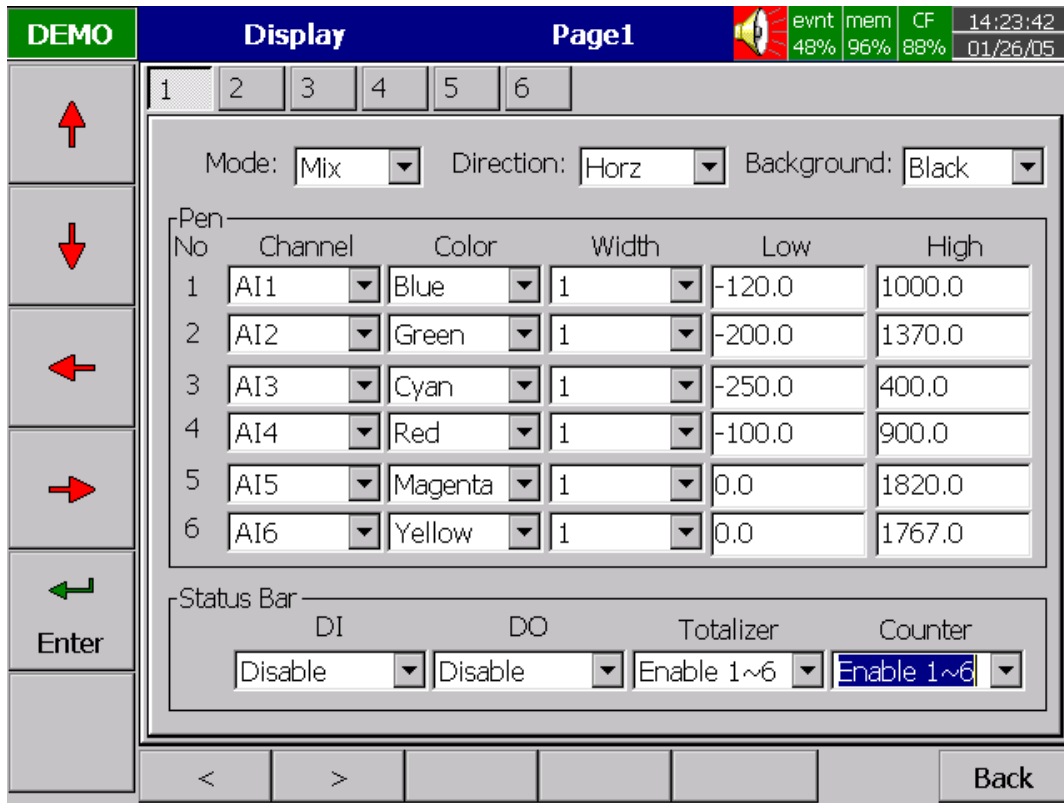 DEMO Display Page1 evnt mem CF 14:23:42
48% 96% 88% 01/26/05
1 2 3 4 5 6
Mode: Mix Direction: Horz Background: Black
Pen
No Channel Color Width Low High
1 AI1 Blue 1 -120.0 1000.0
2 AI2 Green 1 -200.0 1370.0
3 AI3 Cyan 1 -250.0 400.0
4 AI4 Red 1 -100.0 900.0
5 AI5 Magenta 1 0.0 1820.0
6 AI6 Yellow 1 0.0 1767.0
Status Bar
DI DO Totalizer Counter
Disable Disable Enable 1~6 Enable 1~6
Enter
< > Back